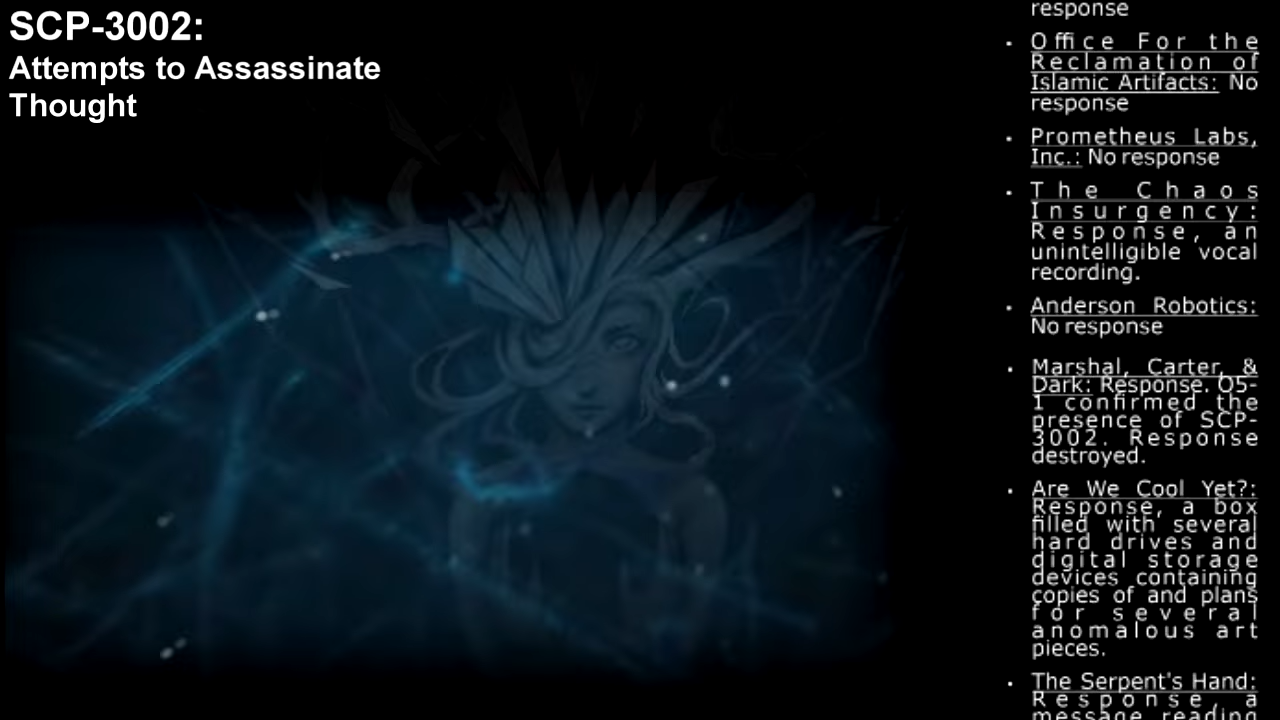 SCP-3002:
Attempts to Assassinate
Thought
response
• Office For the
Reclamation of
Islamic Artifacts: No
response
• Prometheus Labs,
Inc.: No response
• The Chaos
Insurgency:
Response, an
unintelligible vocal
recording.
• Anderson Robotics:
No response
• Marshal, Carter, &
Dark: Response. O5-
1 confirmed the
presence of SCP-
3002. Response
destroyed.
• Are We Cool Yet?:
Response, a box
filled with several
hard drives and
digital storage
devices containing
copies of and plans
for several
anomalous art
pieces.
• The Serpent's Hand:
Response, a
message reading